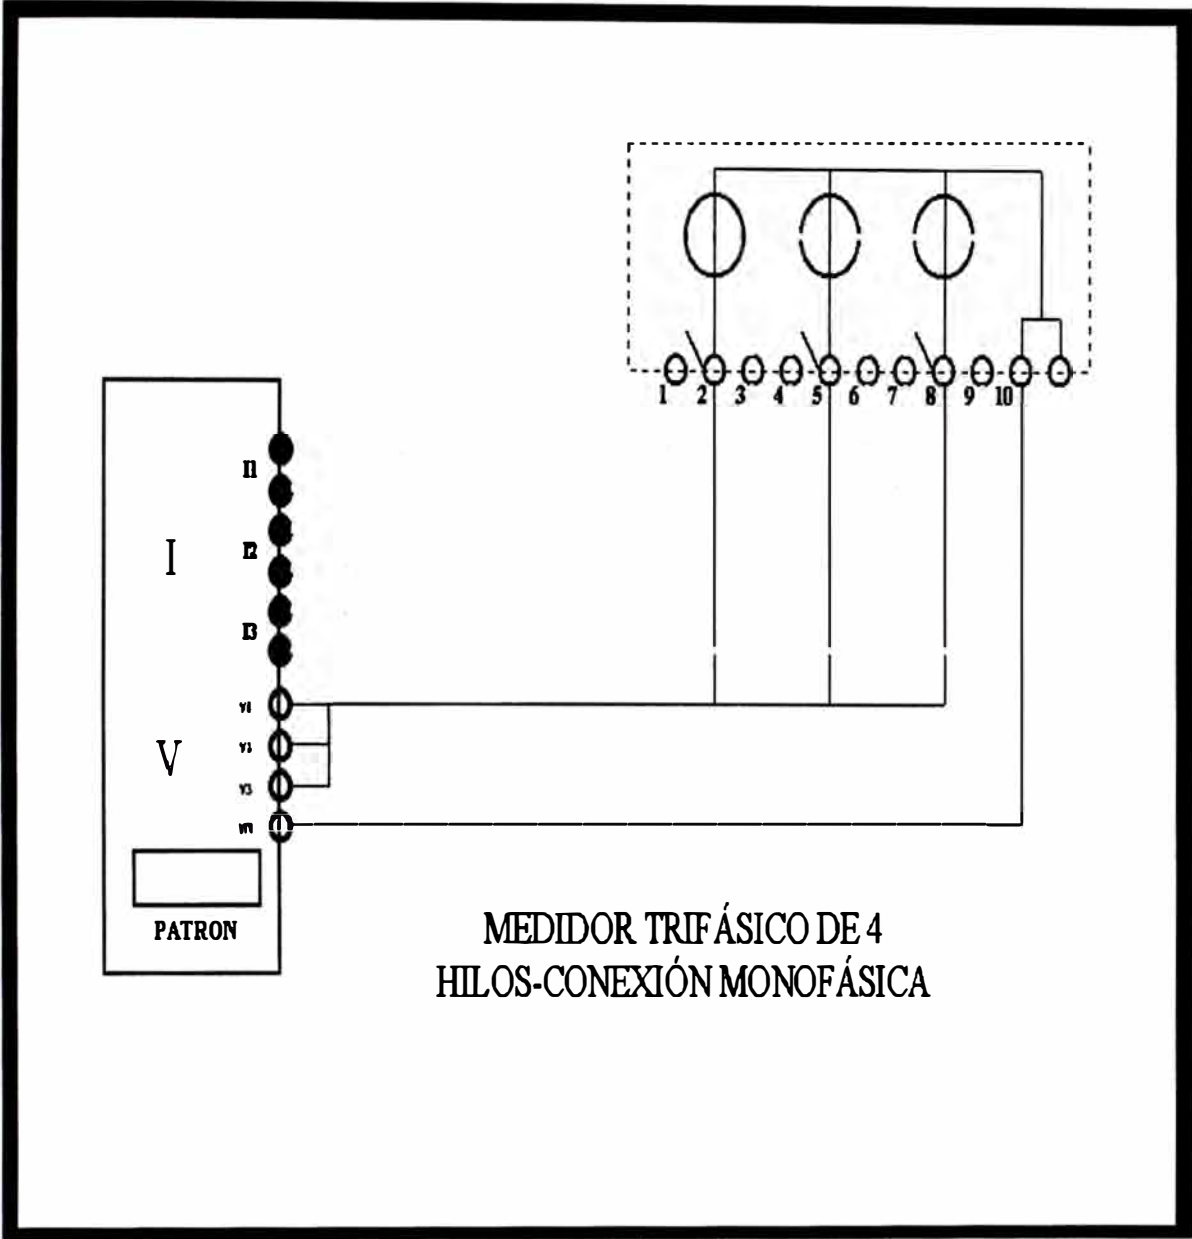 1 2 3 4 5 6 7 8 9 10
I1
I
I2
I3
V
V3
PATRON
MEDIDOR TRIFÁSICO DE 4
HILOS-CONEXIÓN MONOFÁSICA